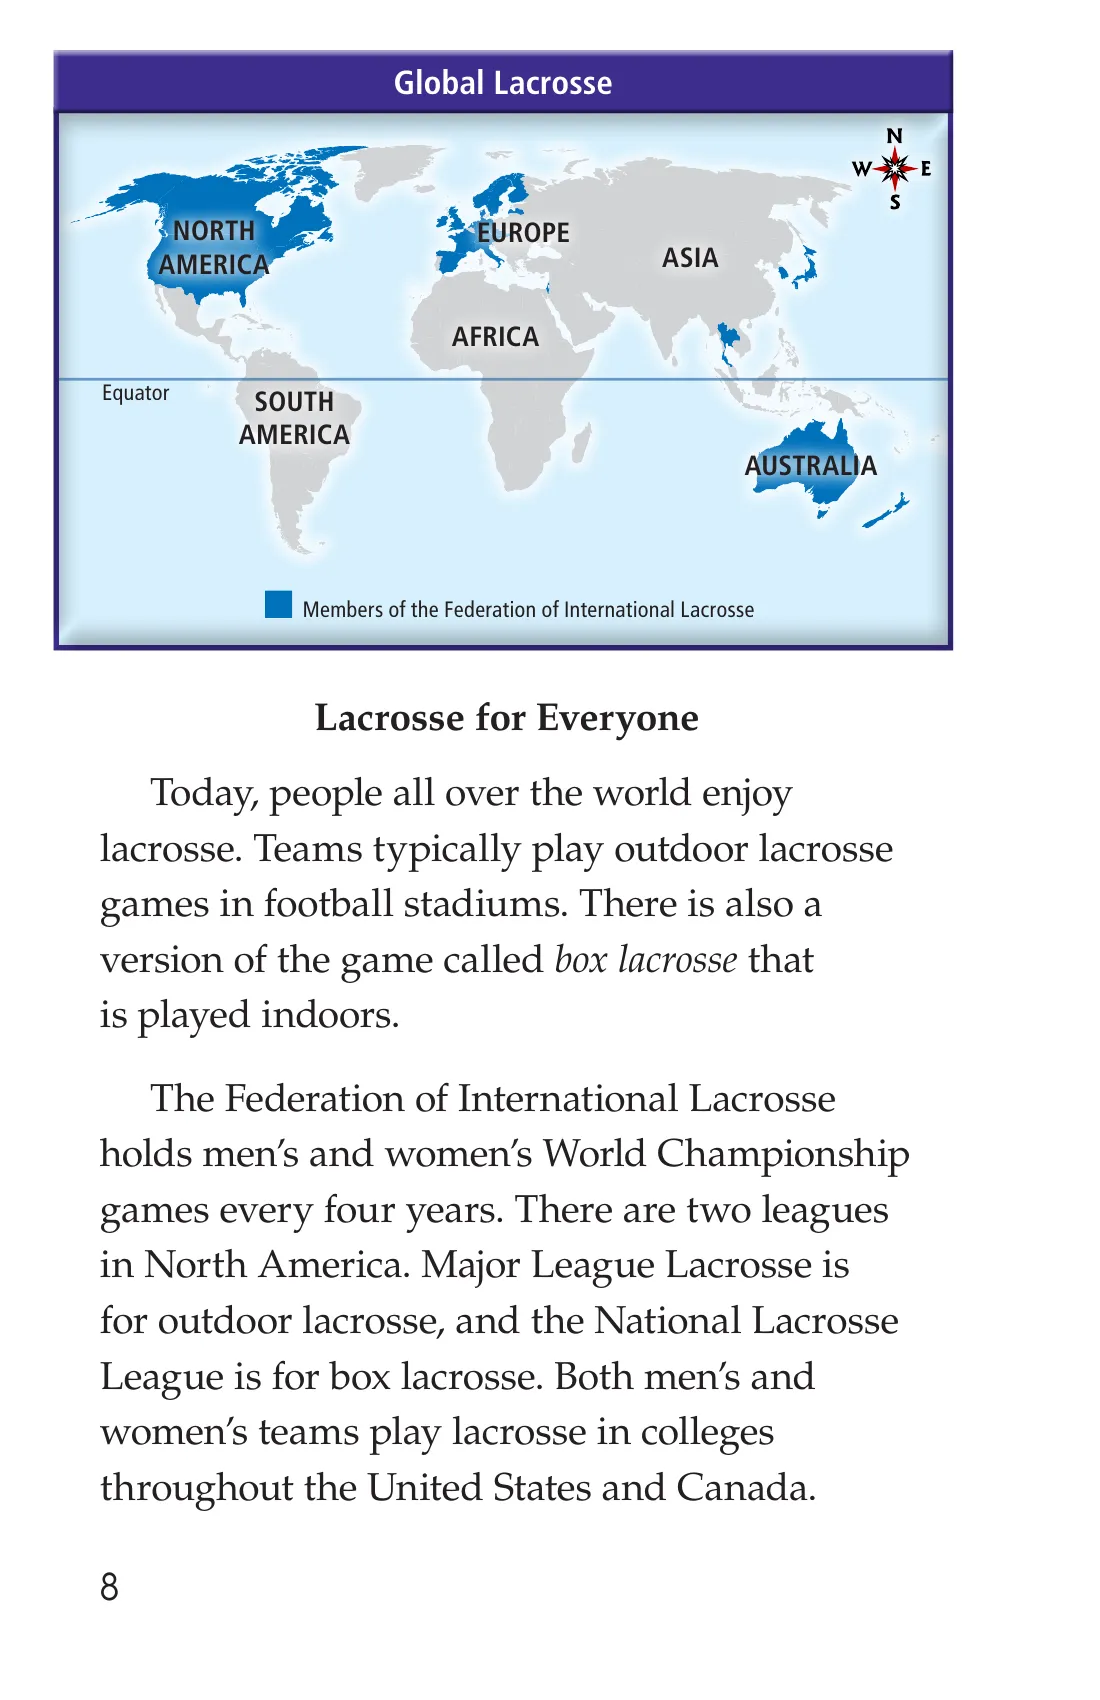 Global Lacrosse
N
W E
S
NORTH
AMERICA
EUROPE
ASIA
AFRICA
Equator
SOUTH
AMERICA
AUSTRALIA
Members of the Federation of International Lacrosse
Lacrosse for Everyone
Today, people all over the world enjoy
lacrosse. Teams typically play outdoor lacrosse
games in football stadiums. There is also a
version of the game called box lacrosse that
is played indoors.
The Federation of International Lacrosse
holds men’s and women’s World Championship
games every four years. There are two leagues
in North America. Major League Lacrosse is
for outdoor lacrosse, and the National Lacrosse
League is for box lacrosse. Both men’s and
women’s teams play lacrosse in colleges
throughout the United States and Canada.
8